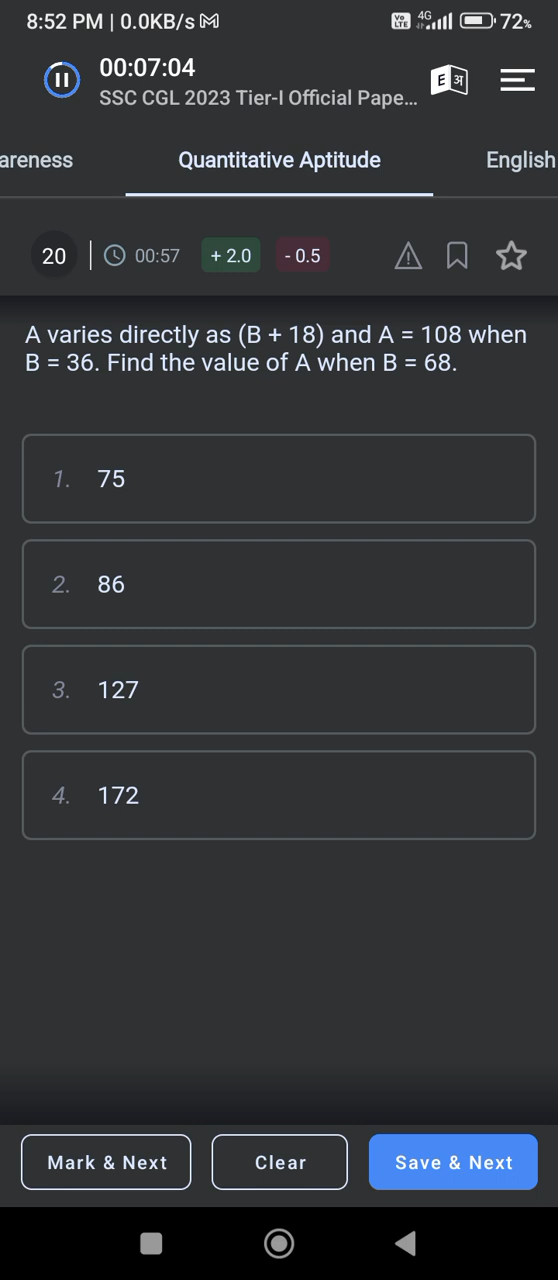 8:52 PM | 0.0KB/s M Vo LTE 4G 72%
00:07:04
SSC CGL 2023 Tier-I Official Pape... E अ
areness Quantitative Aptitude English
20 | 00:57 + 2.0 - 0.5
A varies directly as (B + 18) and A = 108 when
B = 36. Find the value of A when B = 68.
1. 75
2. 86
3. 127
4. 172
Mark & Next Clear Save & Next